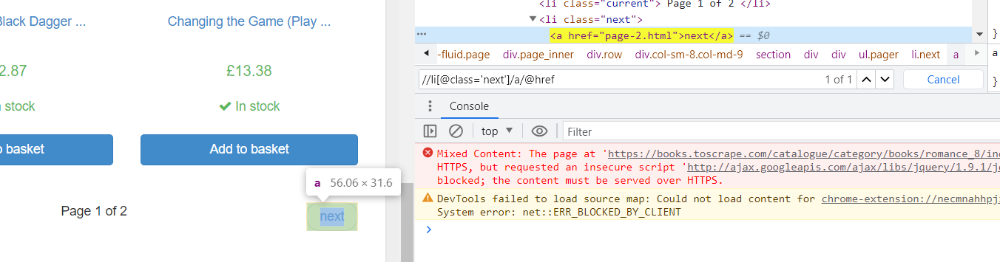 Black Dagger ...
Changing the Game (Play ...
2.87
£13.38
stock
In stock
basket
Add to basket
a 56.06 × 31.6
Page 1 of 2
next
<li class="current"> Page 1 of 2 </li>
<li class="next">
<a href="page-2.html">next</a> == $0
-fluid.page div.page_inner div.row div.col-sm-8.col-md-9 section div div ul.pager li.next a
//li[@class='next']/a/@href 1 of 1 Cancel
Console
top Filter
Mixed Content: The page at 'https://books.toscrape.com/catalogue/category/books/romance_8/in
HTTPS, but requested an insecure script 'http://ajax.googleapis.com/ajax/libs/jquery/1.9.1/j
blocked; the content must be served over HTTPS.
DevTools failed to load source map: Could not load content for chrome-extension://necmnahhpj
System error: net::ERR_BLOCKED_BY_CLIENT
}
a
}